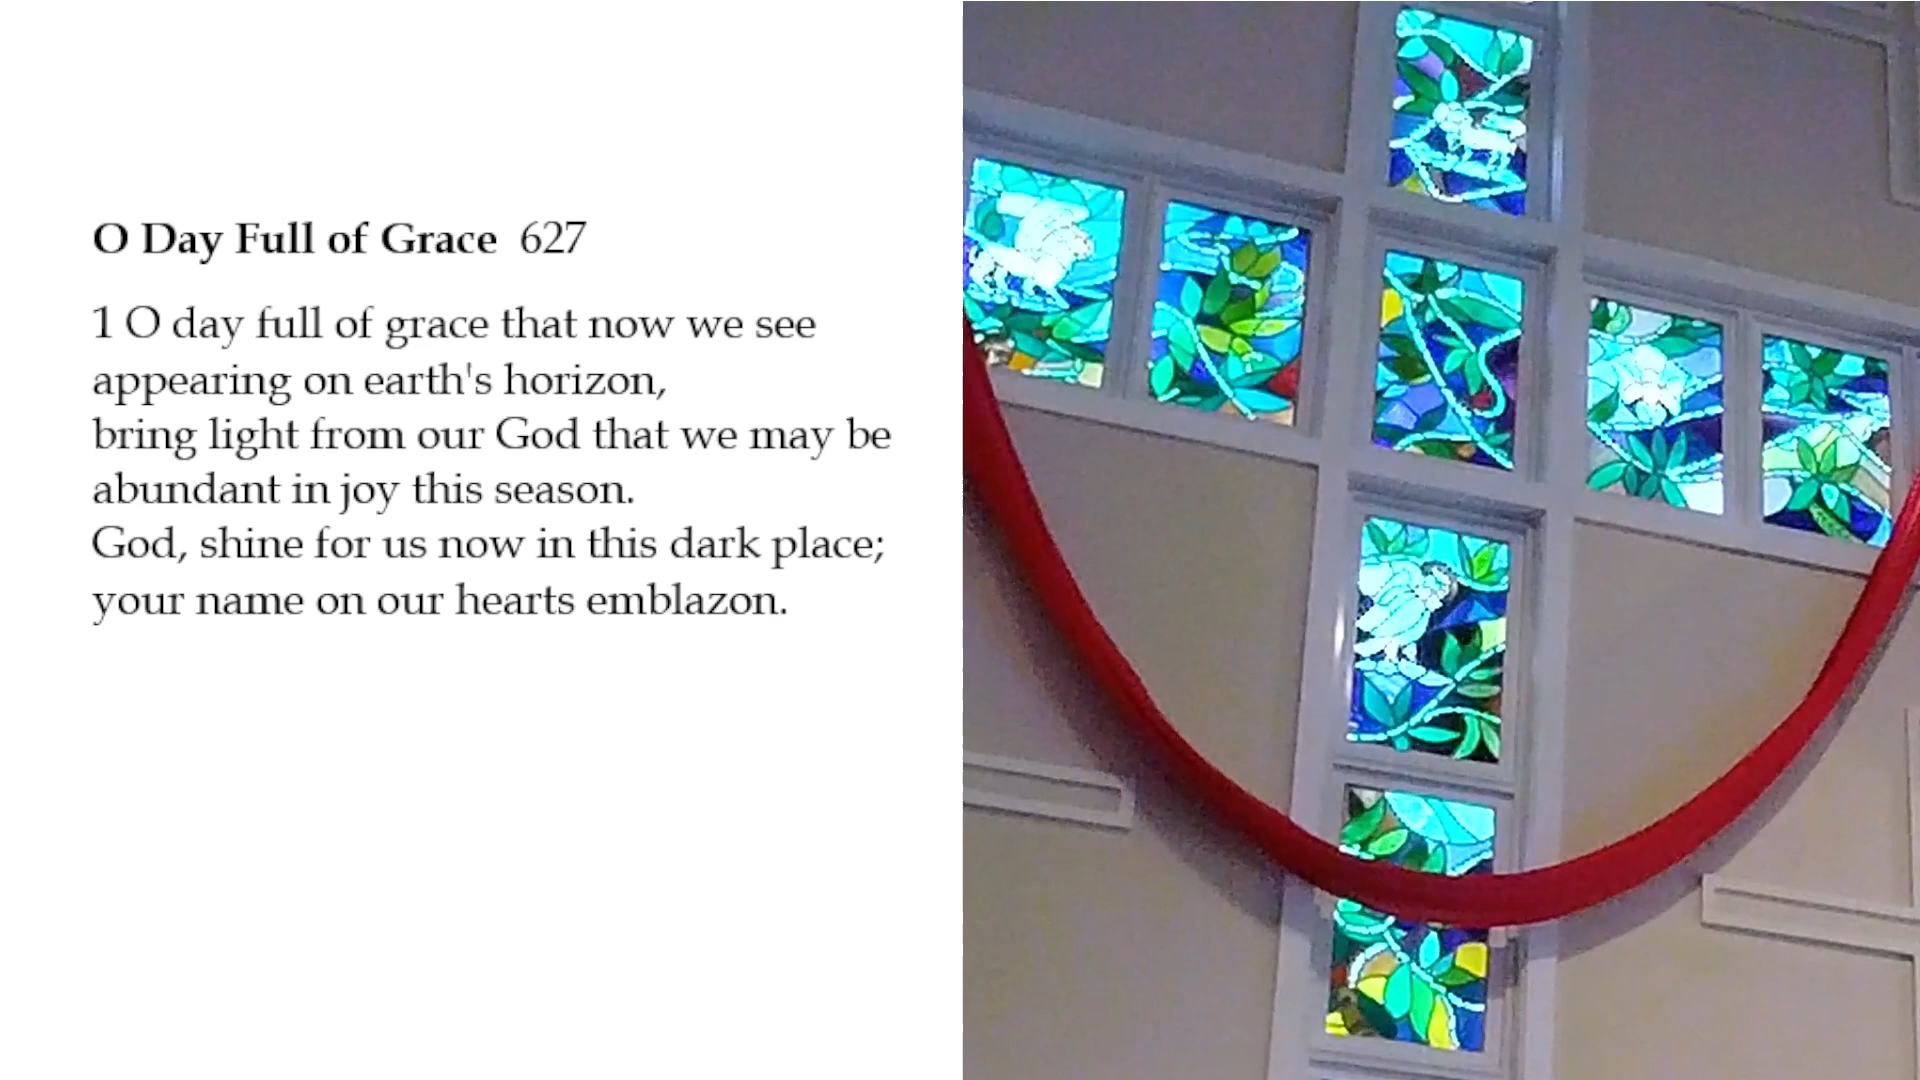 O Day Full of Grace 627
1 O day full of grace that now we see
appearing on earth's horizon,
bring light from our God that we may be
abundant in joy this season.
God, shine for us now in this dark place;
your name on our hearts emblazon.